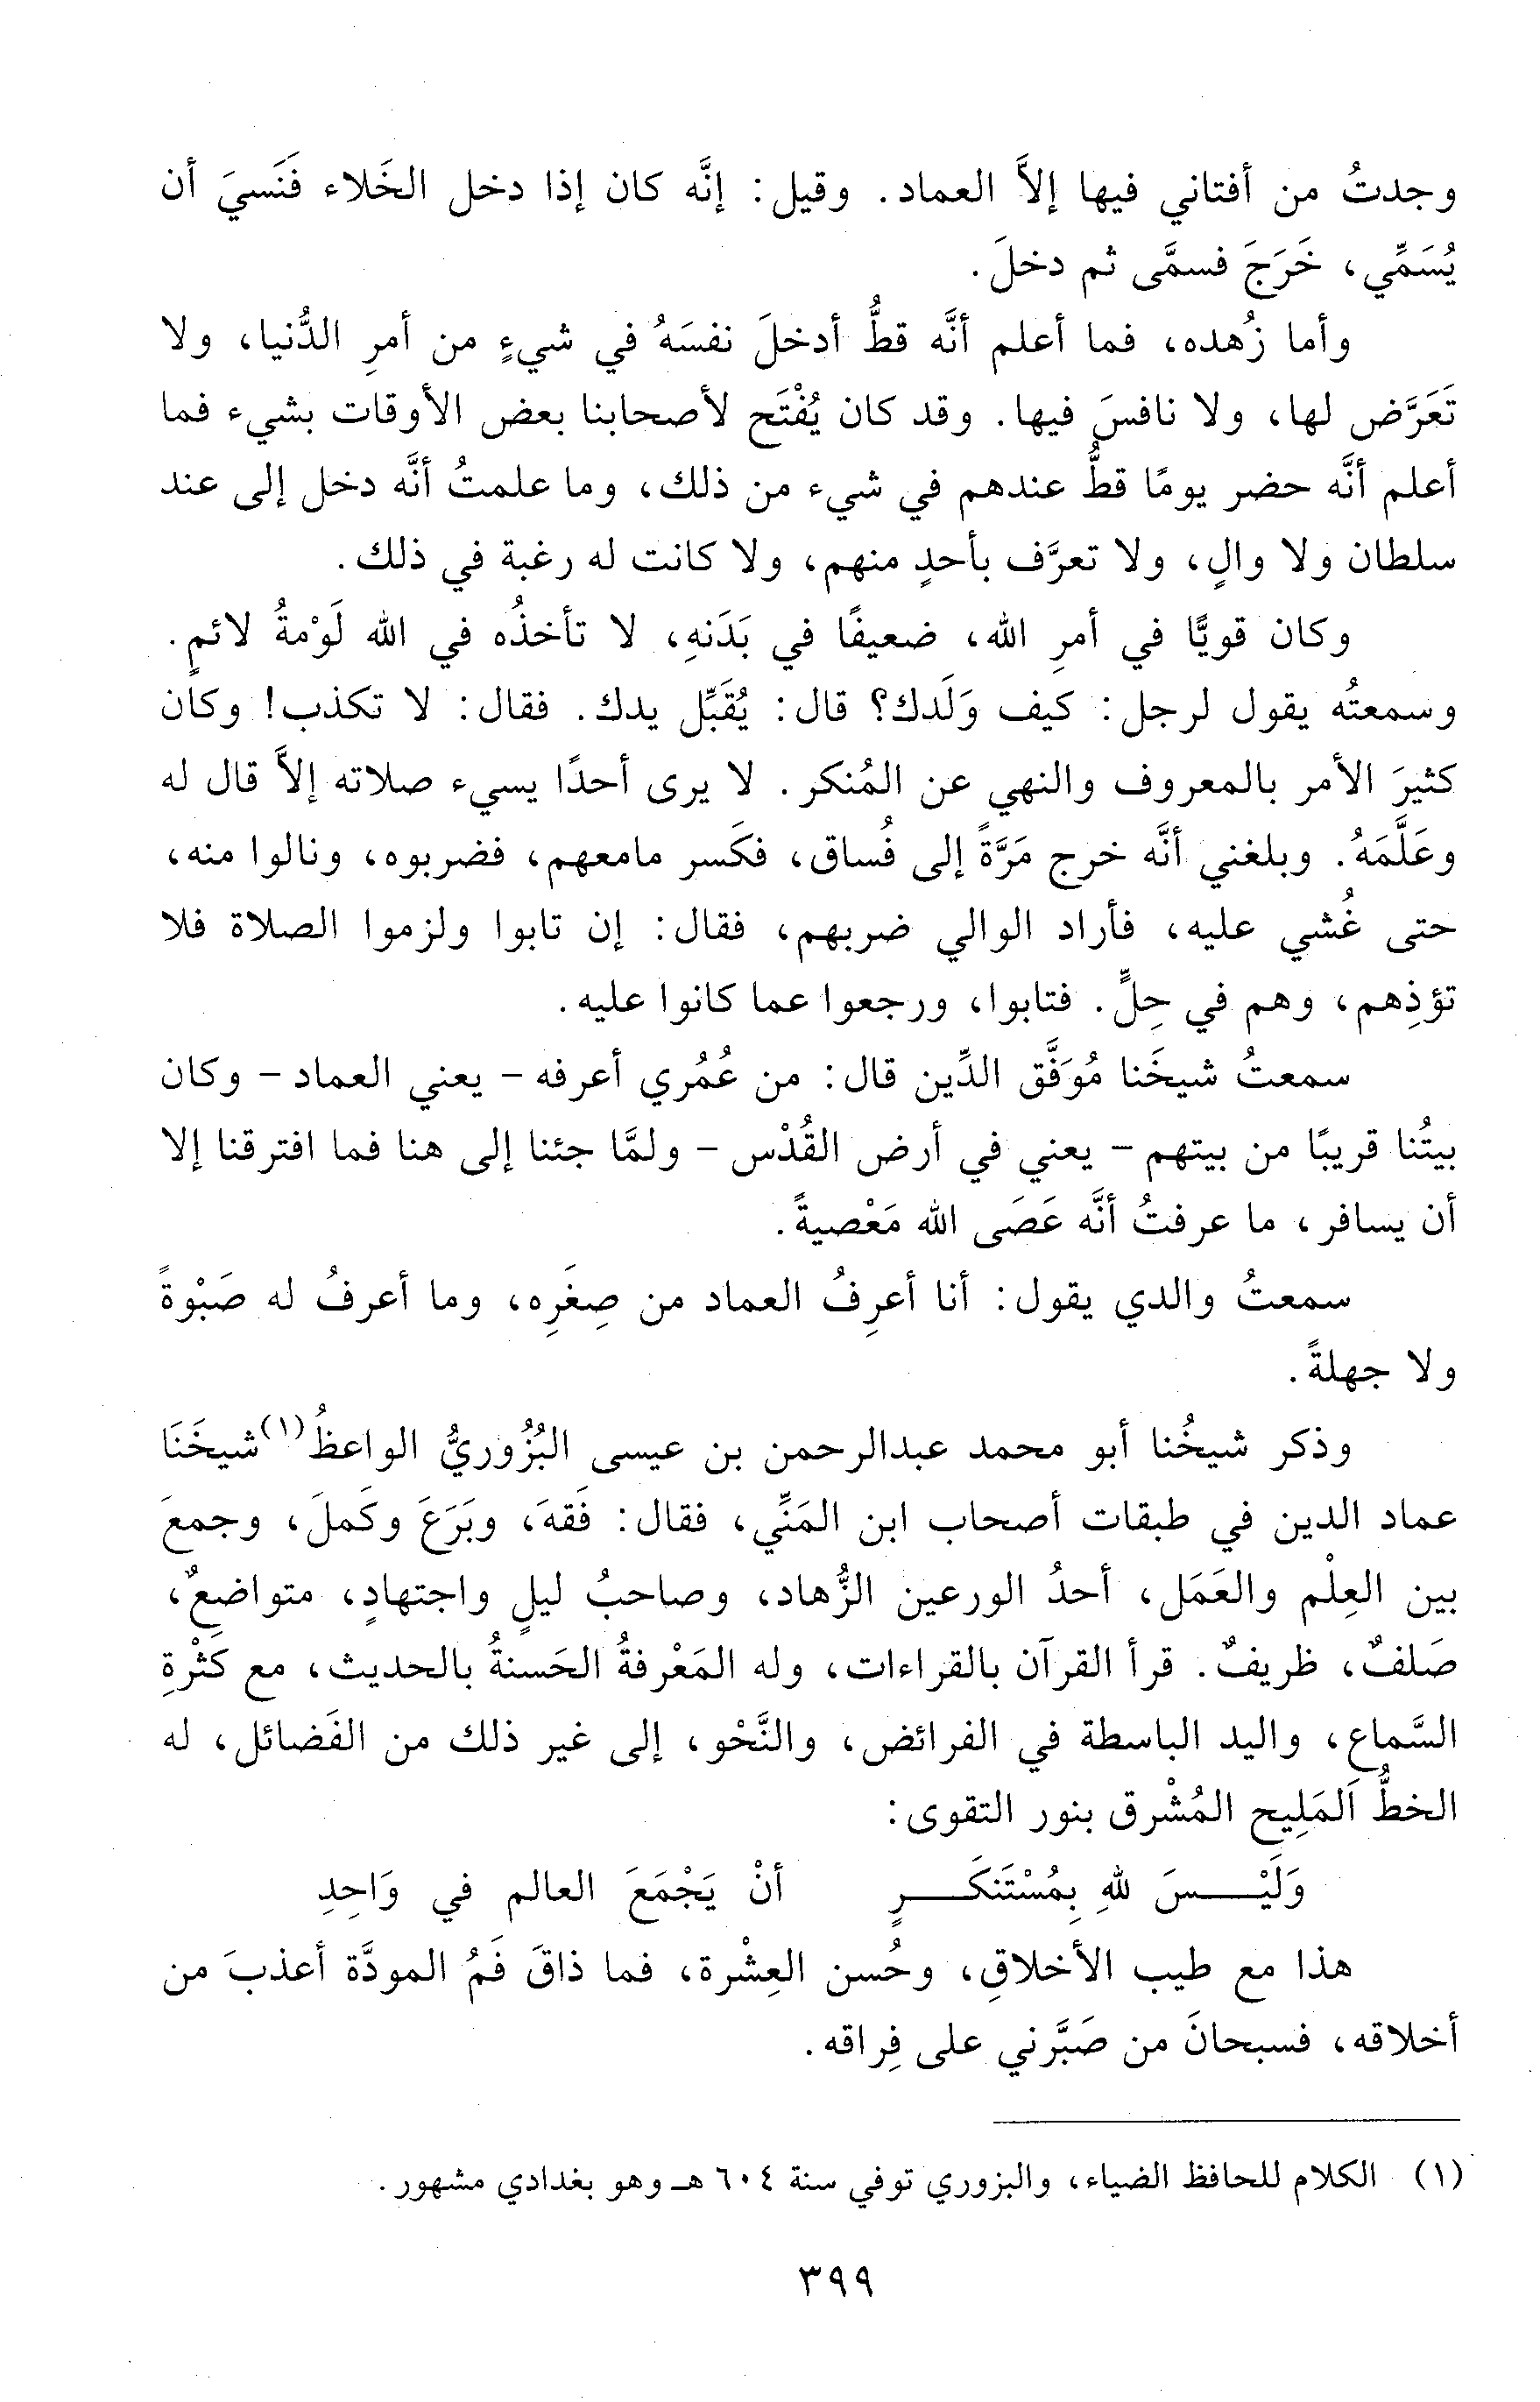 وجدتُ من أفتاني فيها إلاَّ العماد. وقيل: إنَّه كان إذا دخل الخَلاء فَنَسيَ أن
يُسَمِّي، خَرَجَ فسمَّى ثم دخلَ.
وأما زُهده، فما أعلم أنَّه قطُّ أدخلَ نفسَهُ في شيءٍ من أمرِ الدُّنيا، ولا
تَعَرَّض لها، ولا نافسَ فيها. وقد كان يُفْتَح لأصحابنا بعض الأوقات بشيء فما
أعلم أنَّه حضر يومًا قطُّ عندهم في شيء من ذلك، وما علمتُ أنَّه دخل إلى عند
سلطان ولا والٍ، ولا تعرَّف بأحدٍ منهم، ولا كانت له رغبة في ذلك.
وكان قويًّا في أمرِ الله، ضعيفًا في بَدَنهِ، لا تأخذُه في الله لَوْمةُ لائمٍ.
وسمعتُه يقول لرجل: كيف وَلَدك؟ قال: يُقَبِّل يدك. فقال: لا تكذب! وكان
كثيرَ الأمر بالمعروف والنهي عن المُنكر. لا يرى أحدًا يسيء صلاته إلاَّ قال له
وعَلَّمَهُ. وبلغني أنَّه خرج مَرَّةً إلى فُساق، فكَسر مامعهم، فضربوه، ونالوا منه،
حتى غُشي عليه، فأراد الوالي ضربهم، فقال: إن تابوا ولزموا الصلاة فلا
تؤذِهم، وهم في حِلٍّ. فتابوا، ورجعوا عما كانوا عليه.
سمعتُ شيخَنا مُوَفَّق الدِّين قال: من عُمُري أعرفه - يعني العماد - وكان
بيتُنا قريبًا من بيتهم - يعني في أرض القُدْس - ولمَّا جئنا إلى هنا فما افترقنا إلا
أن يسافر، ما عرفتُ أنَّه عَصَى الله مَعْصيةً.
سمعتُ والدي يقول: أنا أعرِفُ العماد من صِغَرِه، وما أعرفُ له صَبْوةً
ولا جهلةً.
وذكر شيخُنا أبو محمد عبدالرحمن بن عيسى البُزُوريُّ الواعظُ(١) شيخَنَا
عماد الدين في طبقات أصحاب ابن المَنِّي، فقال: فَقهَ، وبَرَعَ وكَملَ، وجمعَ
بين العِلْم والعَمَل، أحدُ الورعين الزُّهاد، وصاحبُ ليلٍ واجتهادٍ، متواضعٌ،
صَلفٌ، ظريفٌ. قرأ القرآن بالقراءات، وله المَعْرفةُ الحَسنةُ بالحديث، مع كَثْرةِ
السَّماع، واليد الباسطة في الفرائض، والنَّحْو، إلى غير ذلك من الفَضائل، له
الخطُّ المَلِيح المُشْرق بنور التقوى:
وَلَيْسَ للهِ بِمُسْتَنكَرٍ أنْ يَجْمَعَ العالم في وَاحِدِ
هذا مع طيب الأخلاقِ، وحُسن العِشْرة، فما ذاقَ فَمُ المودَّة أعذبَ من
أخلاقه، فسبحانَ من صَبَّرني على فِراقه.
(١) الكلام للحافظ الضياء، والبزوري توفي سنة ٦٠٤ هـ وهو بغدادي مشهور.
٣٩٩